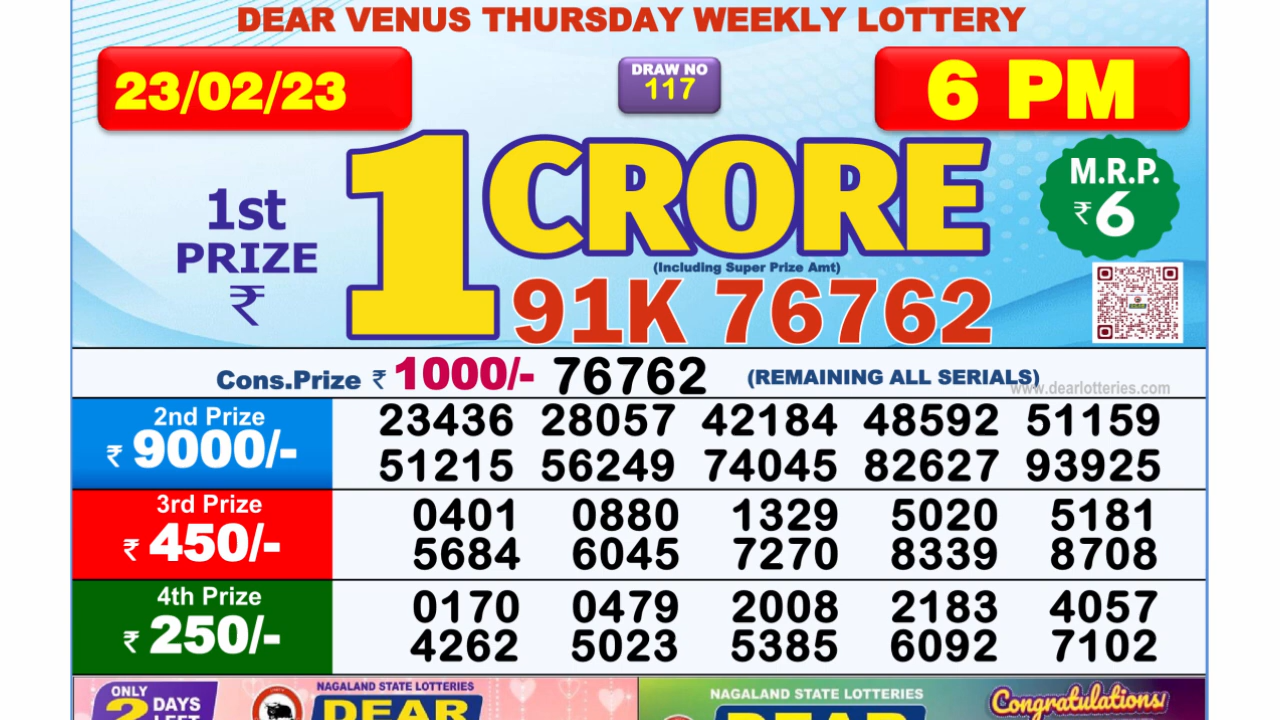 DEAR VENUS THURSDAY WEEKLY LOTTERY
23/02/23
DRAW NO
117
6 PM
1st
PRIZE
₹
1 CRORE
(Including Super Prize Amt)
91K 76762
M.R.P.
₹6
Cons.Prize ₹ 1000/- 76762 (REMAINING ALL SERIALS)
www.dearlotteries.com
2nd Prize
₹ 9000/-
23436 28057 42184 48592 51159
51215 56249 74045 82627 93925
3rd Prize
₹ 450/-
0401 0880 1329 5020 5181
5684 6045 7270 8339 8708
4th Prize
₹ 250/-
0170 0479 2008 2183 4057
4262 5023 5385 6092 7102
ONLY
2 DAYS
LEFT
NAGALAND STATE LOTTERIES
DEAR
NAGALAND STATE LOTTERIES
DEAR
Congratulations!